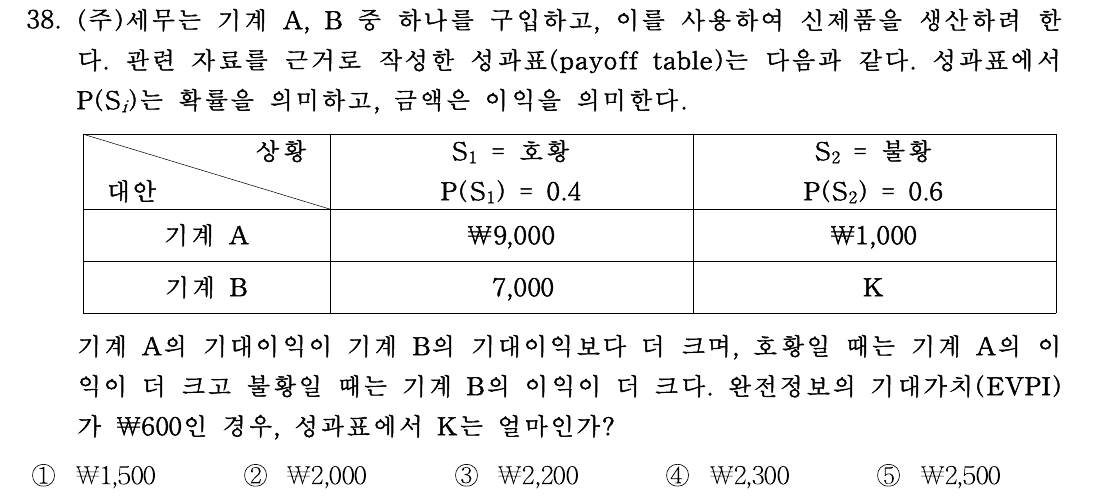 38. (주)세무는 기계 A, B 중 하나를 구입하고, 이를 사용하여 신제품을 생산하려 한
다. 관련 자료를 근거로 작성한 성과표(payoff table)는 다음과 같다. 성과표에서
P(Sᵢ)는 확률을 의미하고, 금액은 이익을 의미한다.
상황 S₁ = 호황 S₂ = 불황
대안 P(S₁) = 0.4 P(S₂) = 0.6
기계 A ₩9,000 ₩1,000
기계 B 7,000 K
기계 A의 기대이익이 기계 B의 기대이익보다 더 크며, 호황일 때는 기계 A의 이
익이 더 크고 불황일 때는 기계 B의 이익이 더 크다. 완전정보의 기대가치(EVPI)
가 ₩600인 경우, 성과표에서 K는 얼마인가?
① ₩1,500 ② ₩2,000 ③ ₩2,200 ④ ₩2,300 ⑤ ₩2,500